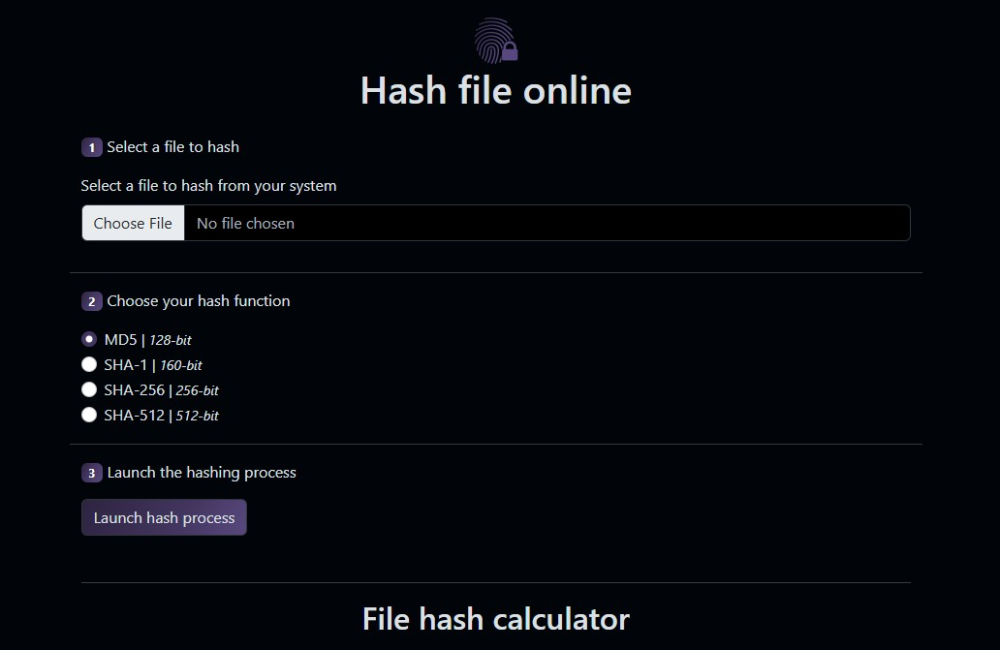 Hash file online
1 Select a file to hash
Select a file to hash from your system
Choose File No file chosen
2 Choose your hash function
MD5 | 128-bit
SHA-1 | 160-bit
SHA-256 | 256-bit
SHA-512 | 512-bit
3 Launch the hashing process
Launch hash process
File hash calculator